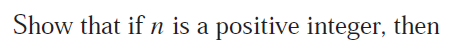 Show that if n is a positive integer, then